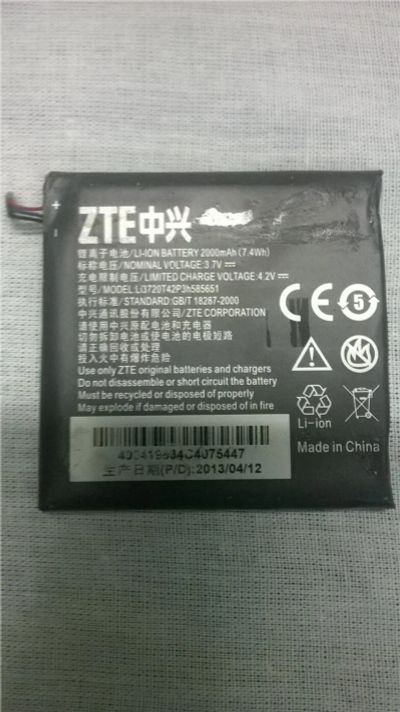 +
-
ZTE中兴
锂离子电池/LI-ION BATTERY 2000mAh(7.4Wh)
标称电压/NOMINAL VOLTAGE:3.7V
充电限制电压/LIMITED CHARGE VOLTAGE:4.2V
型号/MODEL Li3720T42P3h585651
执行标准/STANDARD:GB/T 18287-2000
中兴通讯股份有限公司/ZTE CORPORATION
请使用中兴原配电池和充电器
切勿拆卸电池或使之的电极短路
请正确回收
投入火中有爆炸危险
Use only ZTE original batteries and chargers
Do not disassemble or short circuit the battery
Must be recycled or disposed of properly
May explode if disposed of in fire
CE
5
Li-ion
Made in China
400419634C4075447
生产日期(P/D):2013/04/12